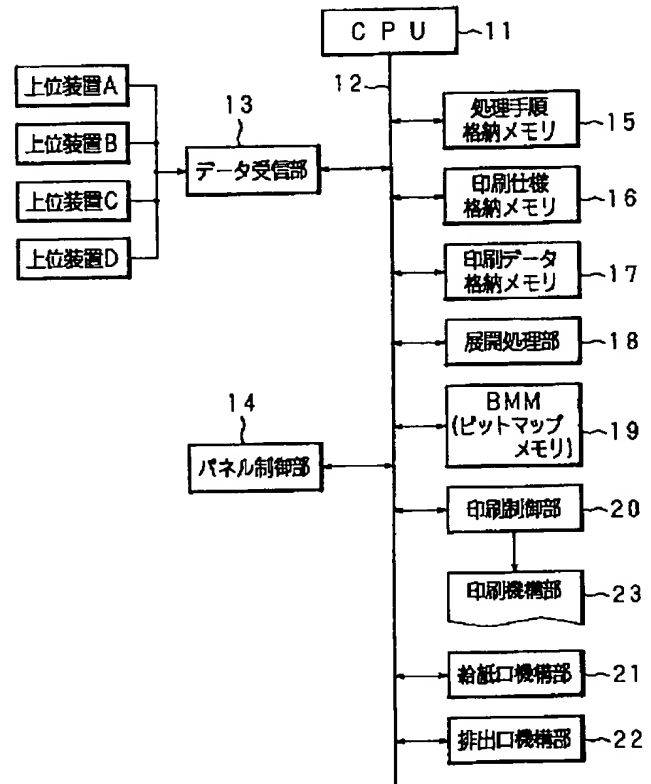 CPU
11
12
上位装置A
上位装置B
上位装置C
上位装置D
13
データ受信部
処理手順
格納メモリ
15
印刷仕様
格納メモリ
16
印刷データ
格納メモリ
17
展開処理部
18
BMM
(ビットマップ
メモリ)
19
14
パネル制御部
印刷制御部
20
印刷機構部
23
給紙口機構部
21
排出口機構部
22